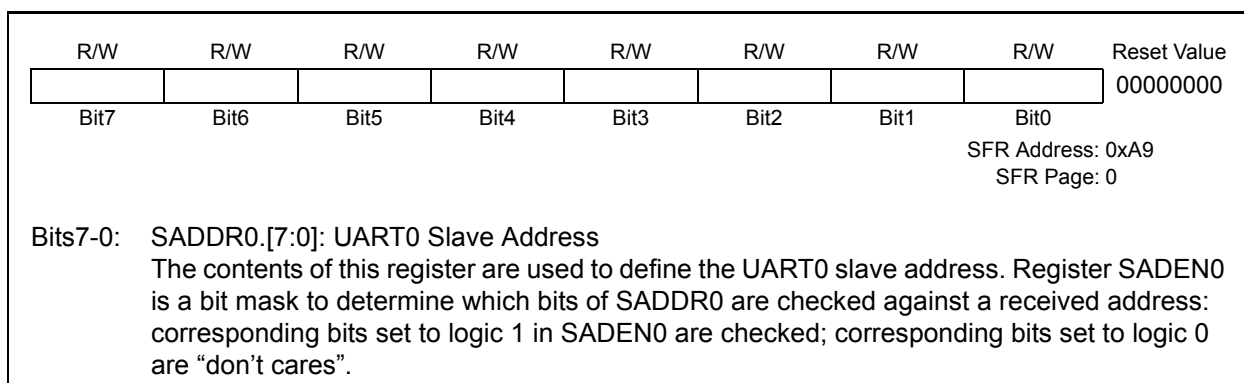 R/W R/W R/W R/W R/W R/W R/W R/W Reset Value
00000000
Bit7 Bit6 Bit5 Bit4 Bit3 Bit2 Bit1 Bit0
SFR Address: 0xA9
SFR Page: 0
Bits7-0: SADDR0.[7:0]: UART0 Slave Address
The contents of this register are used to define the UART0 slave address. Register SADEN0
is a bit mask to determine which bits of SADDR0 are checked against a received address:
corresponding bits set to logic 1 in SADEN0 are checked; corresponding bits set to logic 0
are “don’t cares”.